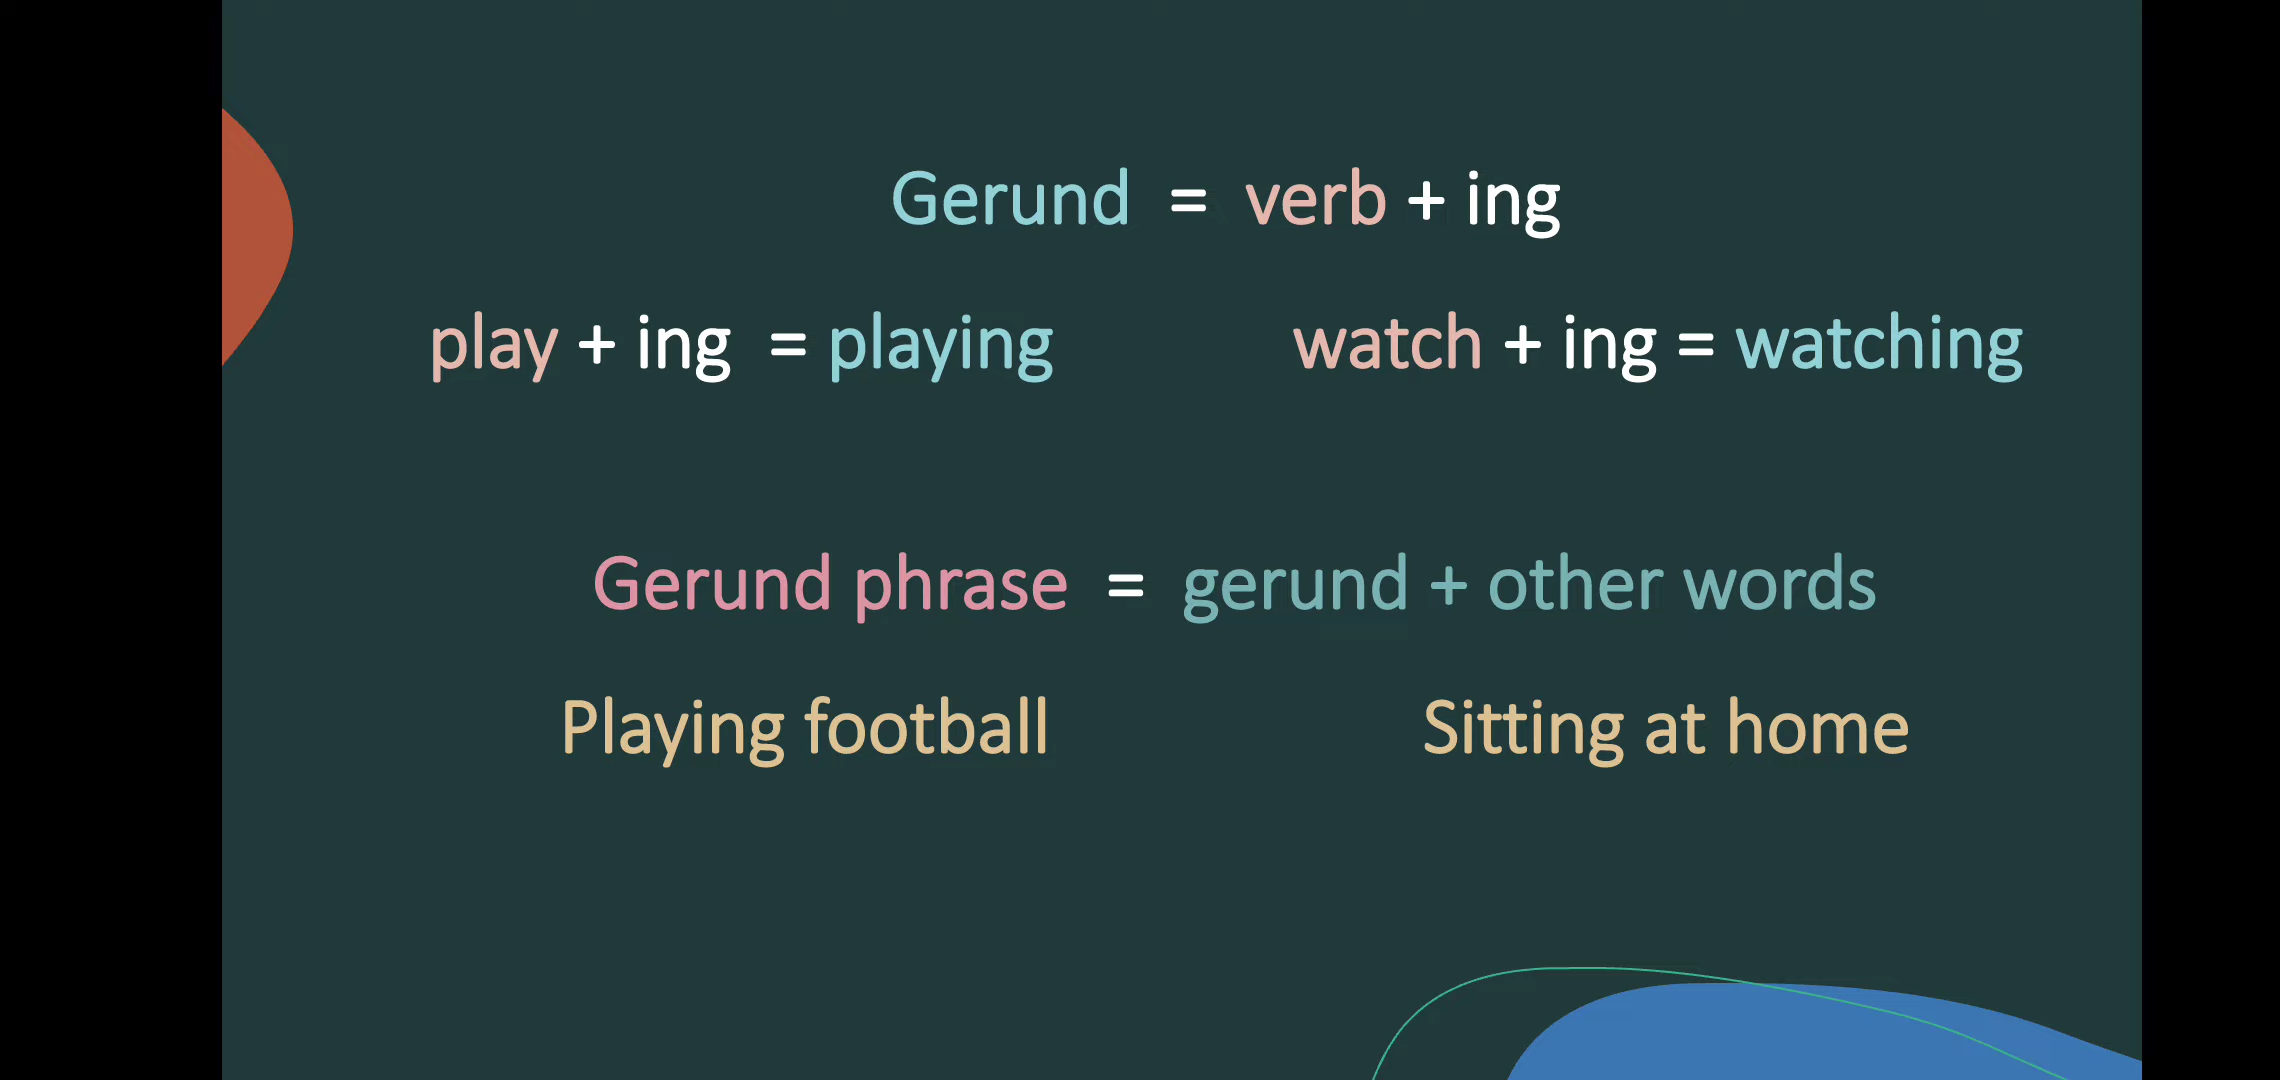 Gerund = verb + ing
play + ing = playing watch + ing = watching
Gerund phrase = gerund + other words
Playing football Sitting at home